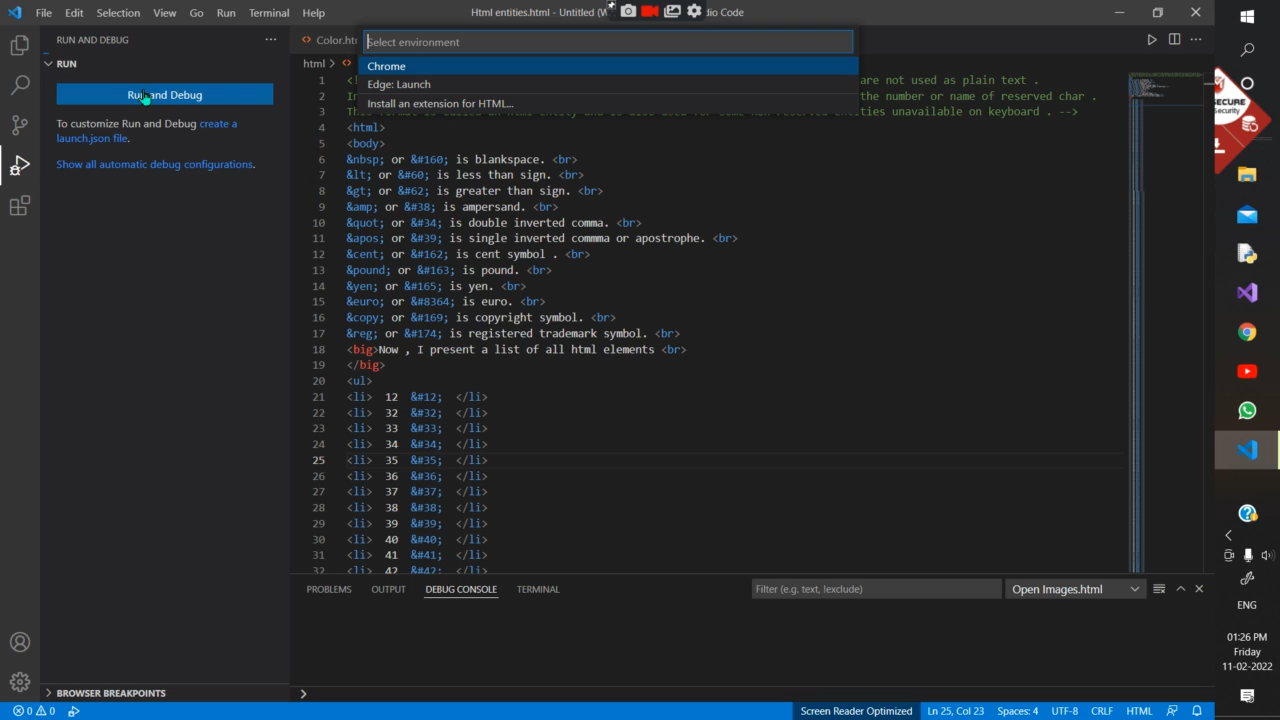 File Edit Selection View Go Run Terminal Help
Html entities.html - Untitled (W
dio Code
RUN AND DEBUG
Select environment
Chrome
Edge: Launch
Install an extension for HTML...
RUN
Run and Debug
To customize Run and Debug create a
launch.json file.
Show all automatic debug configurations.
html
are not used as plain text .
the number or name of reserved char .
1
2
3
4 <html>
5 <body>
6 &nbsp; or &#160; is blankspace. <br>
7 &lt; or &#60; is less than sign. <br>
8 &gt; or &#62; is greater than sign. <br>
9 &amp; or &#38; is ampersand. <br>
10 &quot; or &#34; is double inverted comma. <br>
11 &apos; or &#39; is single inverted commma or apostrophe. <br>
12 &cent; or &#162; is cent symbol . <br>
13 &pound; or &#163; is pound. <br>
14 &yen; or &#165; is yen. <br>
15 &euro; or &#8364; is euro. <br>
16 &copy; or &#169; is copyright symbol. <br>
17 &reg; or &#174; is registered trademark symbol. <br>
18 <big>Now , I present a list of all html elements <br>
19 </big>
20 <ul>
21 <li> 12 &#12; </li>
22 <li> 32 &#32; </li>
23 <li> 33 &#33; </li>
24 <li> 34 &#34; </li>
25 <li> 35 &#35; </li>
26 <li> 36 &#36; </li>
27 <li> 37 &#37; </li>
28 <li> 38 &#38; </li>
29 <li> 39 &#39; </li>
30 <li> 40 &#40; </li>
31 <li> 41 &#41; </li>
32 <li> 42 &#42; </li>
PROBLEMS OUTPUT DEBUG CONSOLE TERMINAL
Filter (e.g. text, !exclude)
Open Images.html
BROWSER BREAKPOINTS
0 0
Screen Reader Optimized Ln 25, Col 23 Spaces: 4 UTF-8 CRLF HTML
SECURE
Security
ENG
01:26 PM
Friday
11-02-2022